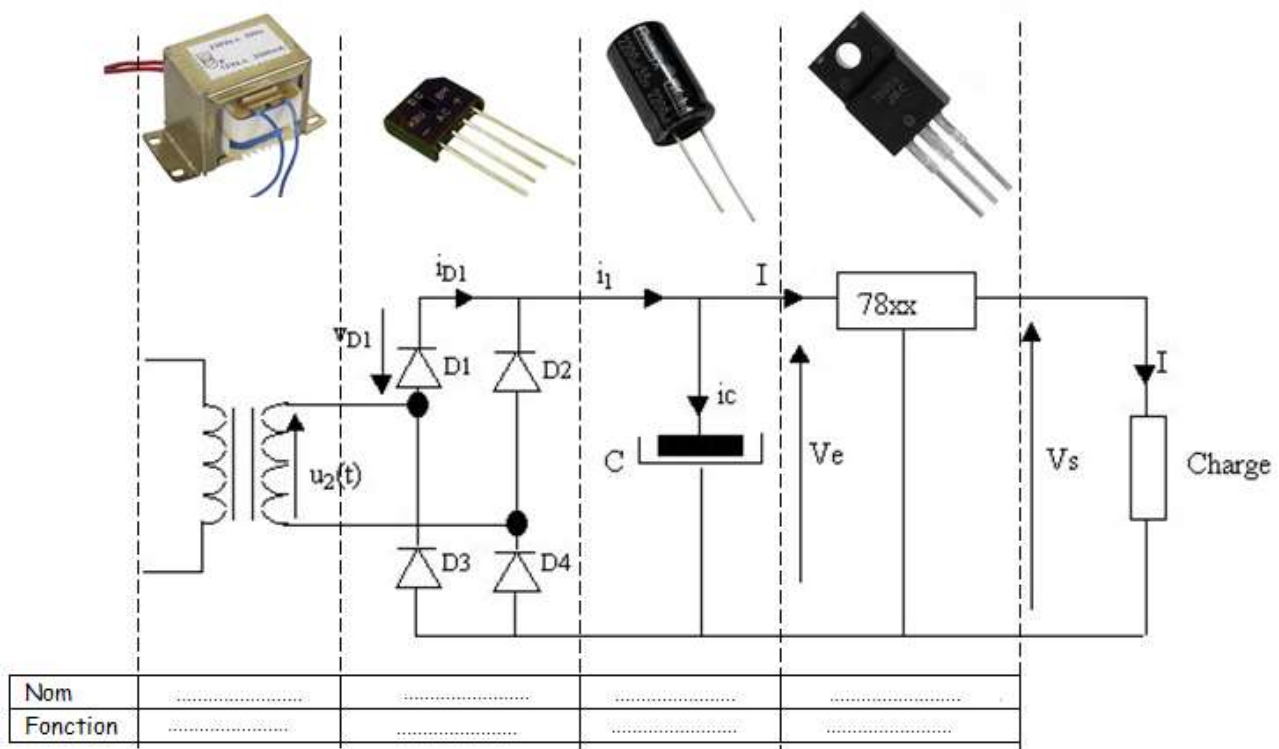 iD1
i1
I
78xx
vD1
D1
D2
I
ic
u2(t)
C
Ve
Vs
Charge
D3
D4
Nom ........ ........ ........ ........
Fonction ........ ........ ........ ........